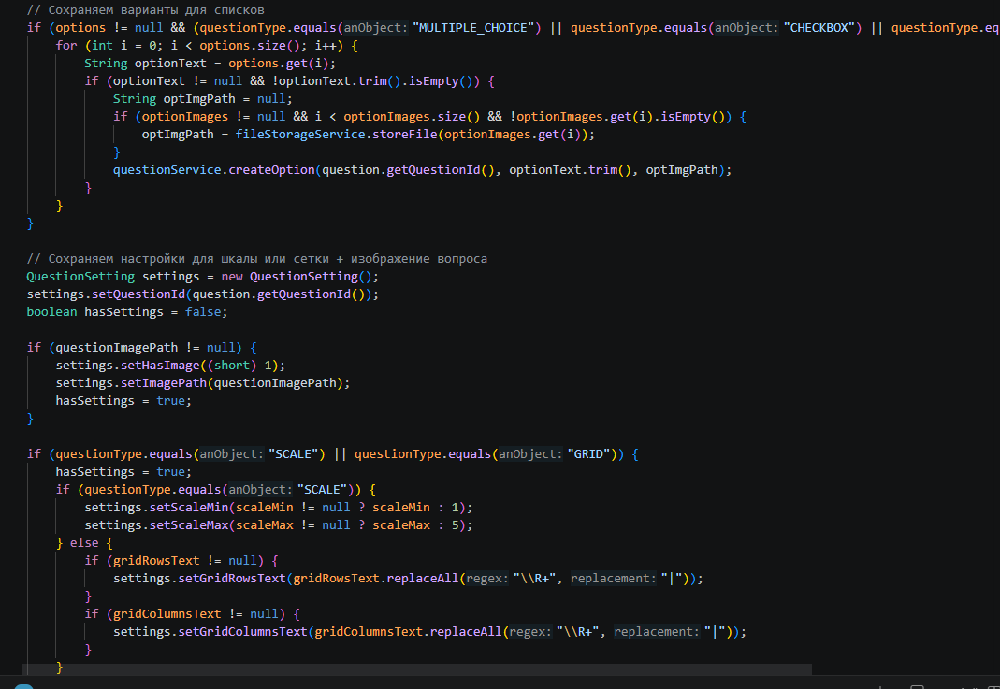 // Сохраняем варианты для списков
if (options != null && (questionType.equals(anObject: "MULTIPLE_CHOICE") || questionType.equals(anObject: "CHECKBOX") || questionType.eq
for (int i = 0; i < options.size(); i++) {
String optionText = options.get(i);
if (optionText != null && !optionText.trim().isEmpty()) {
String optImgPath = null;
if (optionImages != null && i < optionImages.size() && !optionImages.get(i).isEmpty()) {
optImgPath = fileStorageService.storeFile(optionImages.get(i));
}
questionService.createOption(question.getQuestionId(), optionText.trim(), optImgPath);
}
}
}
// Сохраняем настройки для шкалы или сетки + изображение вопроса
QuestionSetting settings = new QuestionSetting();
settings.setQuestionId(question.getQuestionId());
boolean hasSettings = false;
if (questionImagePath != null) {
settings.setHasImage((short) 1);
settings.setImagePath(questionImagePath);
hasSettings = true;
}
if (questionType.equals(anObject: "SCALE") || questionType.equals(anObject: "GRID")) {
hasSettings = true;
if (questionType.equals(anObject: "SCALE")) {
settings.setScaleMin(scaleMin != null ? scaleMin : 1);
settings.setScaleMax(scaleMax != null ? scaleMax : 5);
} else {
if (gridRowsText != null) {
settings.setGridRowsText(gridRowsText.replaceAll(regex: "\\R+", replacement: "|"));
}
if (gridColumnsText != null) {
settings.setGridColumnsText(gridColumnsText.replaceAll(regex: "\\R+", replacement: "|"));
}
}